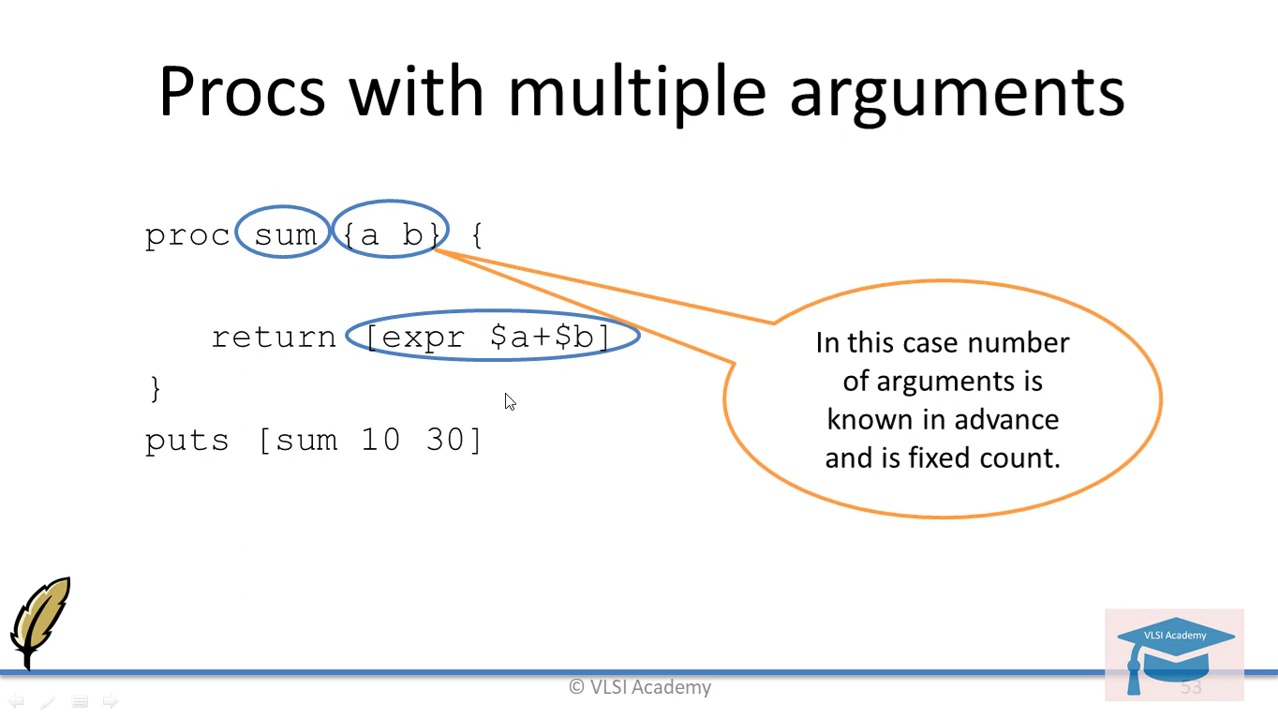 Procs with multiple arguments
proc sum {a b} {
return [expr $a+$b]
}
puts [sum 10 30]
In this case number
of arguments is
known in advance
and is fixed count.
VLSI Academy
© VLSI Academy
53